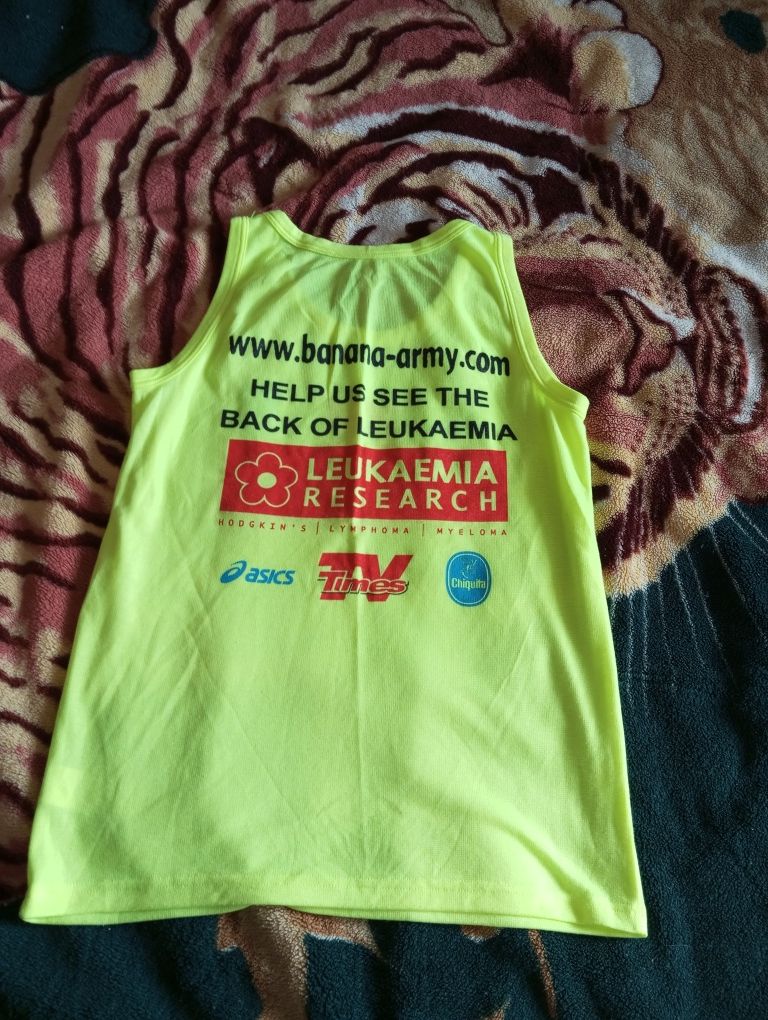 www.banana-army.com
HELP US SEE THE
BACK OF LEUKAEMIA
LEUKAEMIA
RESEARCH
HODGKIN'S | LYMPHOMA | MYELOMA
asics
TV
Times
Chiquita